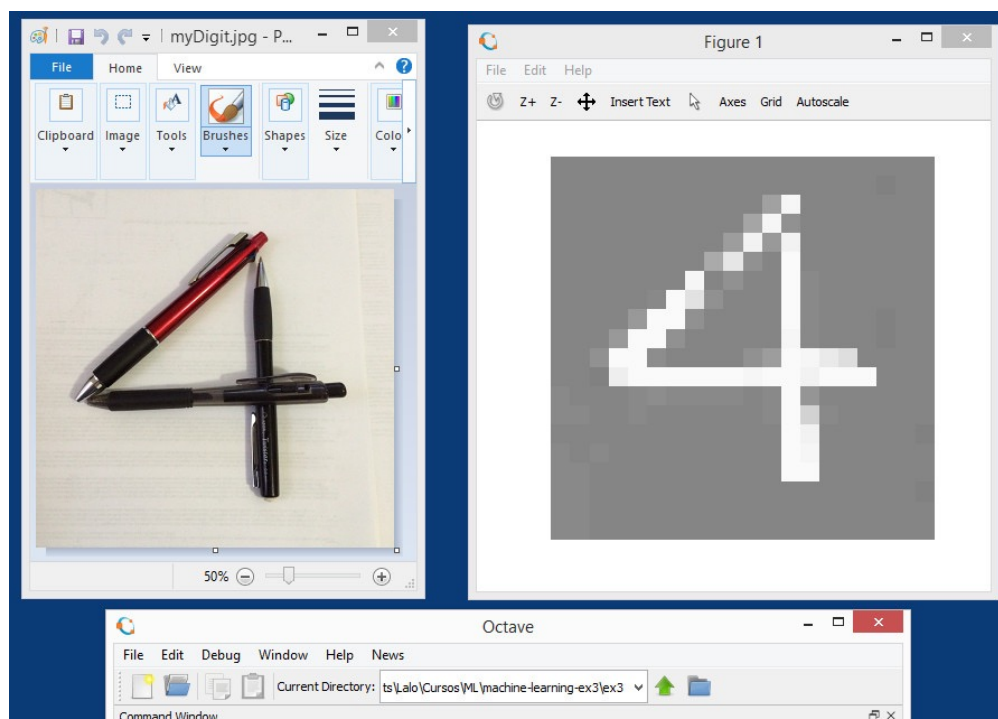 myDigit.jpg - P...
File Home View
Clipboard Image Tools Brushes Shapes Size Colo
50%
Figure 1
File Edit Help
Z+ Z- Insert Text Axes Grid Autoscale
4
Octave
File Edit Debug Window Help News
Current Directory: ts\Lalo\Cursos\ML\machine-learning-ex3\ex3
Command Window